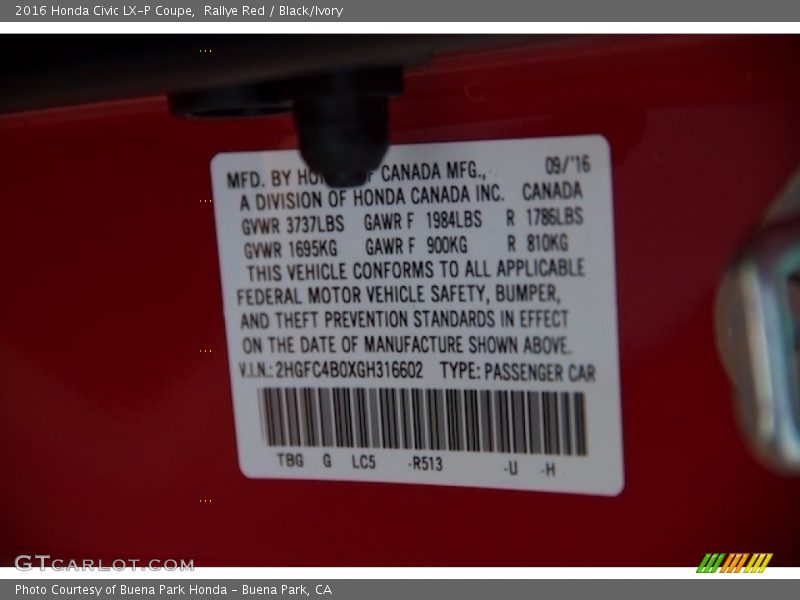 2016 Honda Civic LX-P Coupe, Rallye Red / Black/Ivory
MFD. BY OF CANADA MFG., 09/'16
A DIVISION OF HONDA CANADA INC. CANADA
GVWR 3737LBS GAWR F 1984LBS R 1786LBS
GVWR 1695KG GAWR F 900KG R 810KG
THIS VEHICLE CONFORMS TO ALL APPLICABLE
FEDERAL MOTOR VEHICLE SAFETY, BUMPER,
AND THEFT PREVENTION STANDARDS IN EFFECT
ON THE DATE OF MANUFACTURE SHOWN ABOVE.
V.I.N.: 2HGFC4B0XGH316602 TYPE: PASSENGER CAR
TBG G LC5 -R513 -U -H
GTCARLOT.COM
Photo Courtesy of Buena Park Honda - Buena Park, CA